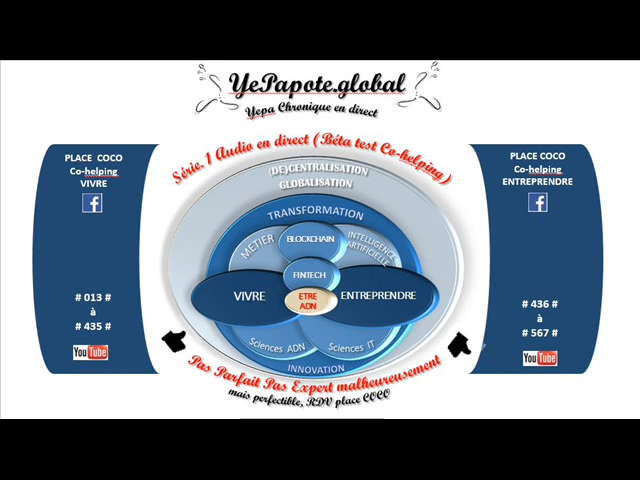 YePapote.global
Yepa Chronique en direct
Série, 1 Audio en direct (Béta test Co-helping)
PLACE COCO
Co-helping
VIVRE
# 013 #
à
# 435 #
YouTube
(DE)CENTRALISATION
GLOBALISATION
TRANSFORMATION
METIER
BLOCKCHAIN
INTELLIGENCE
ARTIFICIELLE
FINTECH
VIVRE
ETRE
ADN
ENTREPRENDRE
Sciences ADN
Sciences IT
INNOVATION
Pas Parfait Pas Expert malheureusement
mais perfectible, RDV place COCO
PLACE COCO
Co-helping
ENTREPRENDRE
# 436 #
à
# 567 #
YouTube